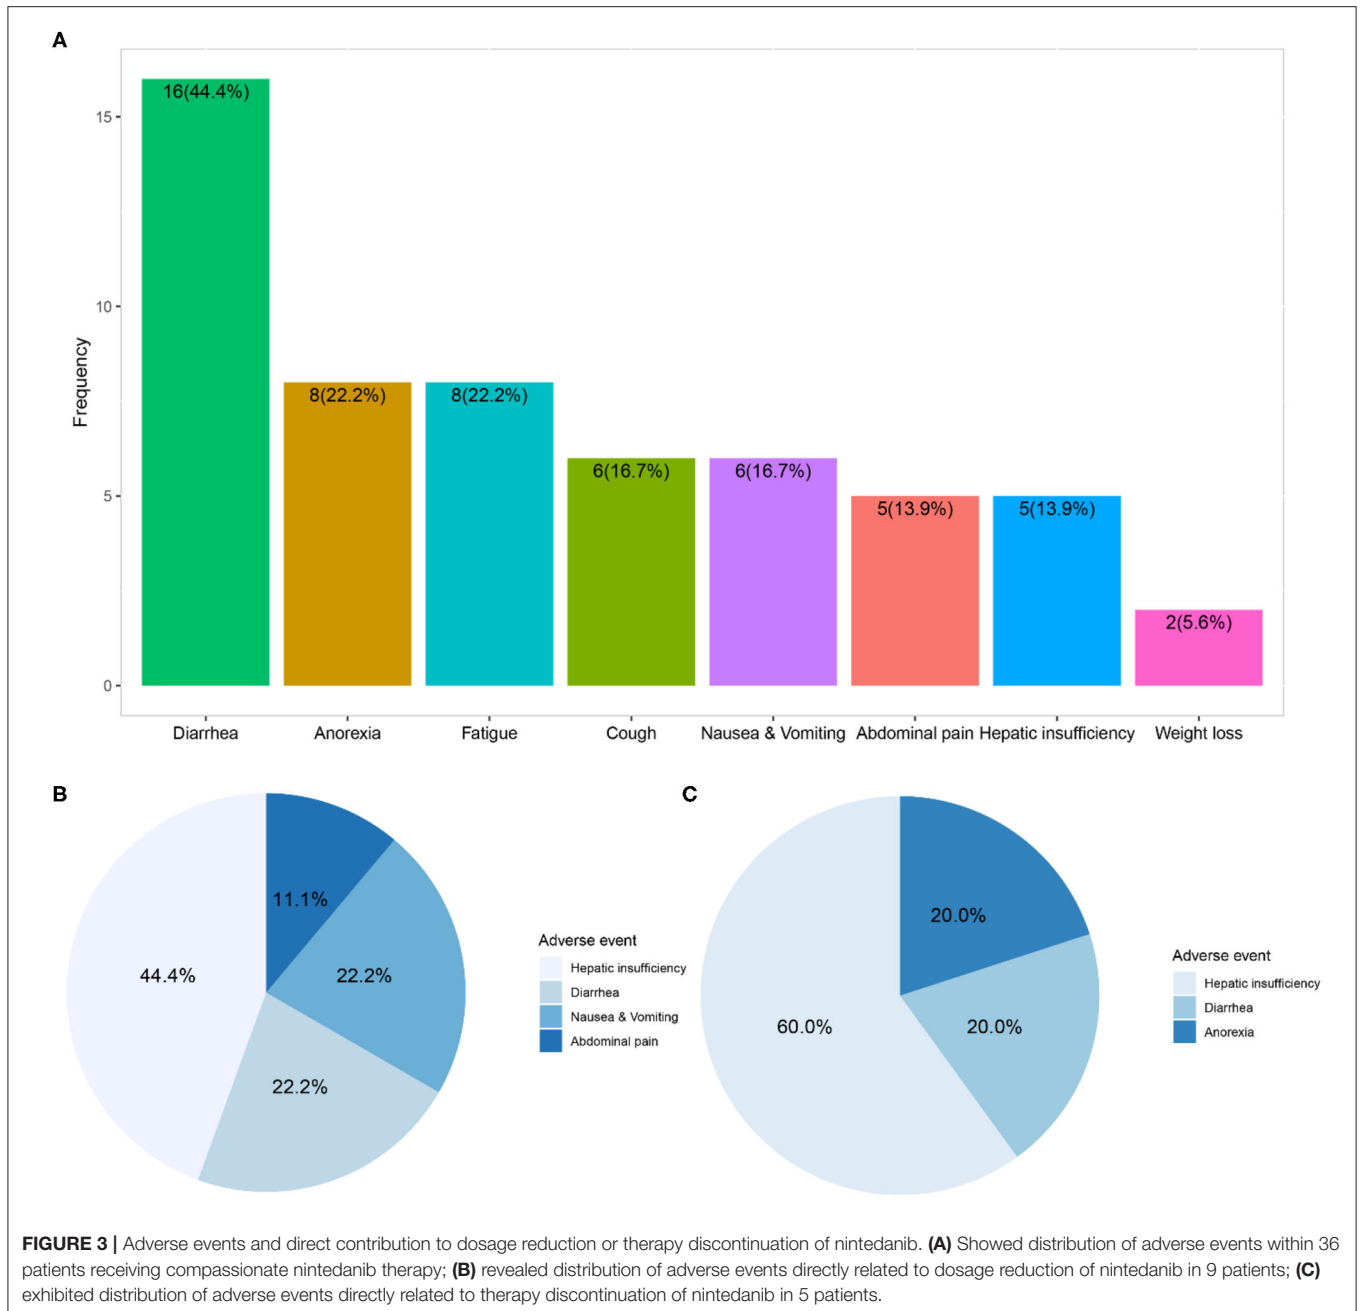 A
16(44.4%)
8(22.2%)
8(22.2%)
6(16.7%)
6(16.7%)
5(13.9%)
5(13.9%)
2(5.6%)
15
10
5
0
Frequency
Diarrhea Anorexia Fatigue Cough Nausea & Vomiting Abdominal pain Hepatic insufficiency Weight loss
B
11.1%
44.4%
22.2%
22.2%
Adverse event
Hepatic insufficiency
Diarrhea
Nausea & Vomiting
Abdominal pain
C
20.0%
60.0%
20.0%
Adverse event
Hepatic insufficiency
Diarrhea
Anorexia
FIGURE 3 | Adverse events and direct contribution to dosage reduction or therapy discontinuation of nintedanib. (A) Showed distribution of adverse events within 36
patients receiving compassionate nintedanib therapy; (B) revealed distribution of adverse events directly related to dosage reduction of nintedanib in 9 patients; (C)
exhibited distribution of adverse events directly related to therapy discontinuation of nintedanib in 5 patients.